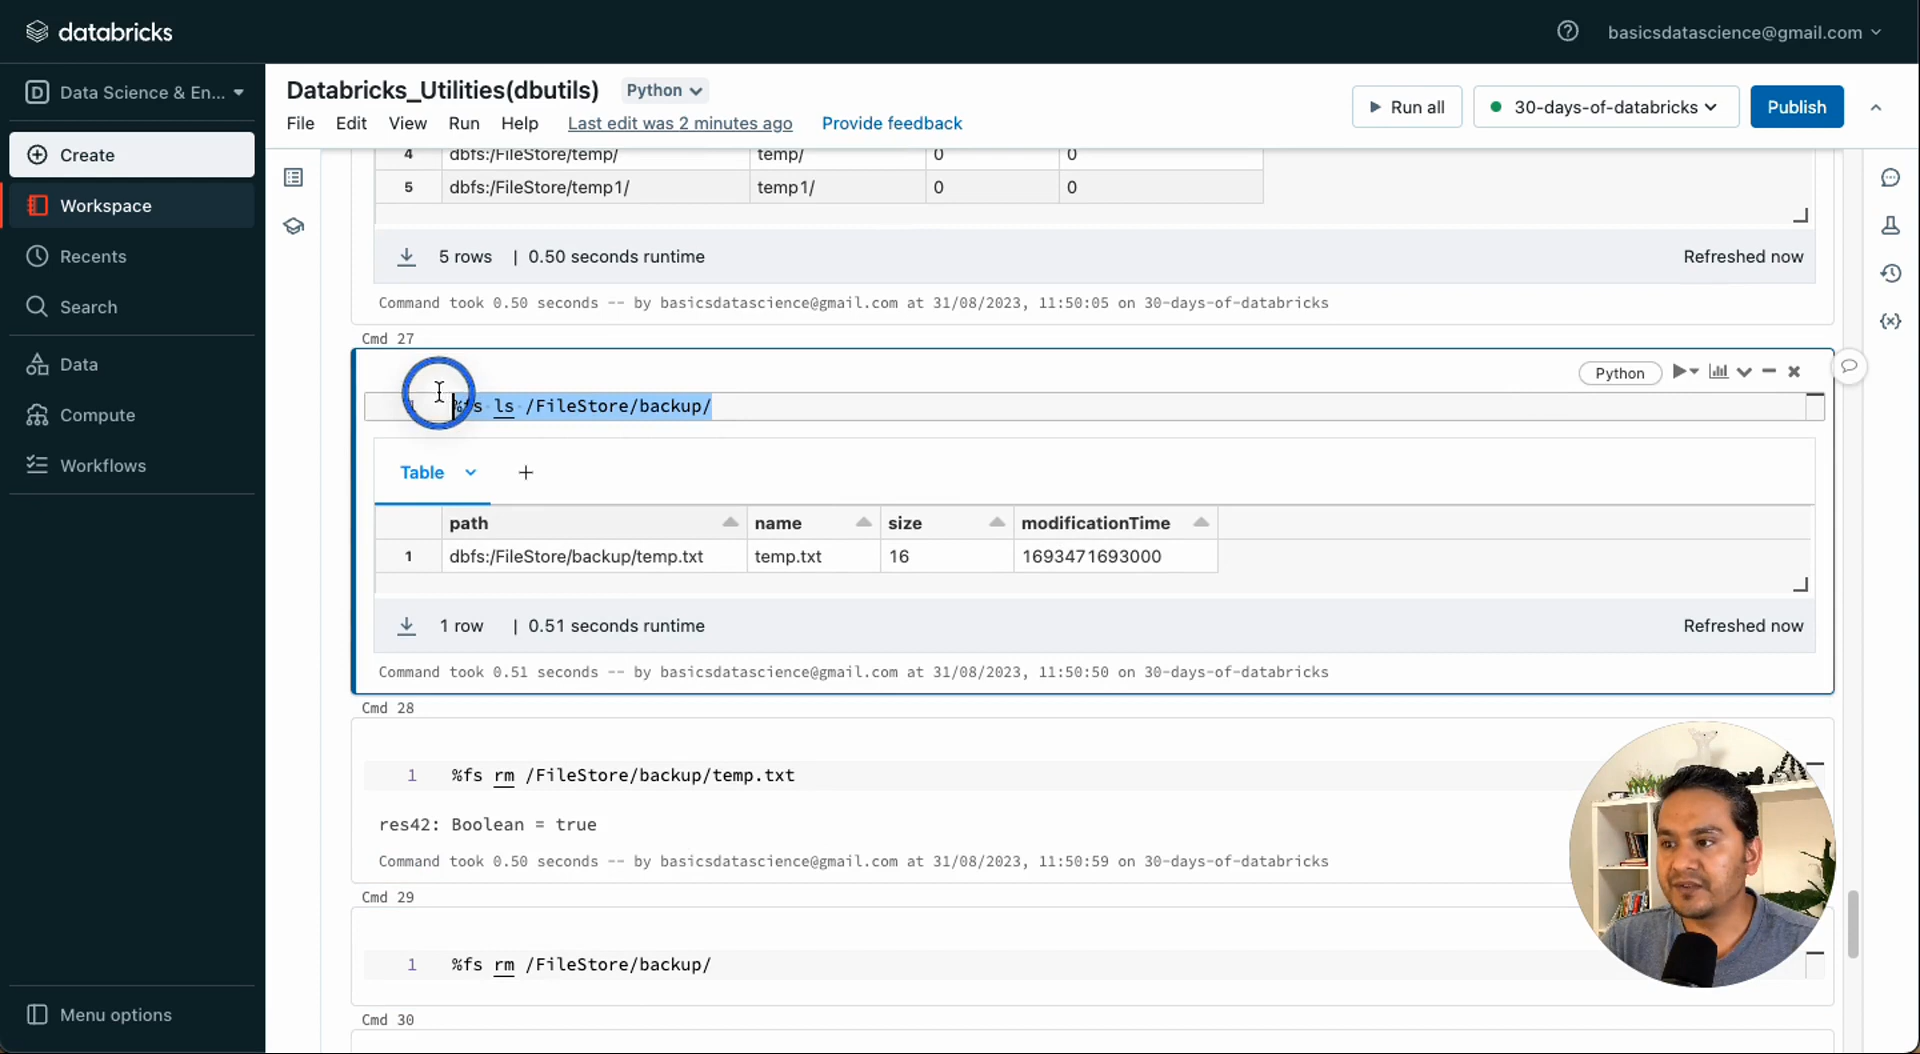 databricks
basicsdatascience@gmail.com
Data Science & En...
Create
Workspace
Recents
Search
Data
Compute
Workflows
Menu options
Databricks_Utilities(dbutils)
Python
File Edit View Run Help Last edit was 2 minutes ago Provide feedback
Run all
30-days-of-databricks
Publish
4 dbfs:/FileStore/temp/ temp/ 0 0
5 dbfs:/FileStore/temp1/ temp1/ 0 0
5 rows | 0.50 seconds runtime Refreshed now
Command took 0.50 seconds -- by basicsdatascience@gmail.com at 31/08/2023, 11:50:05 on 30-days-of-databricks
Cmd 27
Python
%fs ls /FileStore/backup/
Table +
path name size modificationTime
1 dbfs:/FileStore/backup/temp.txt temp.txt 16 1693471693000
1 row | 0.51 seconds runtime Refreshed now
Command took 0.51 seconds -- by basicsdatascience@gmail.com at 31/08/2023, 11:50:50 on 30-days-of-databricks
Cmd 28
1 %fs rm /FileStore/backup/temp.txt
res42: Boolean = true
Command took 0.50 seconds -- by basicsdatascience@gmail.com at 31/08/2023, 11:50:59 on 30-days-of-databricks
Cmd 29
1 %fs rm /FileStore/backup/
Cmd 30